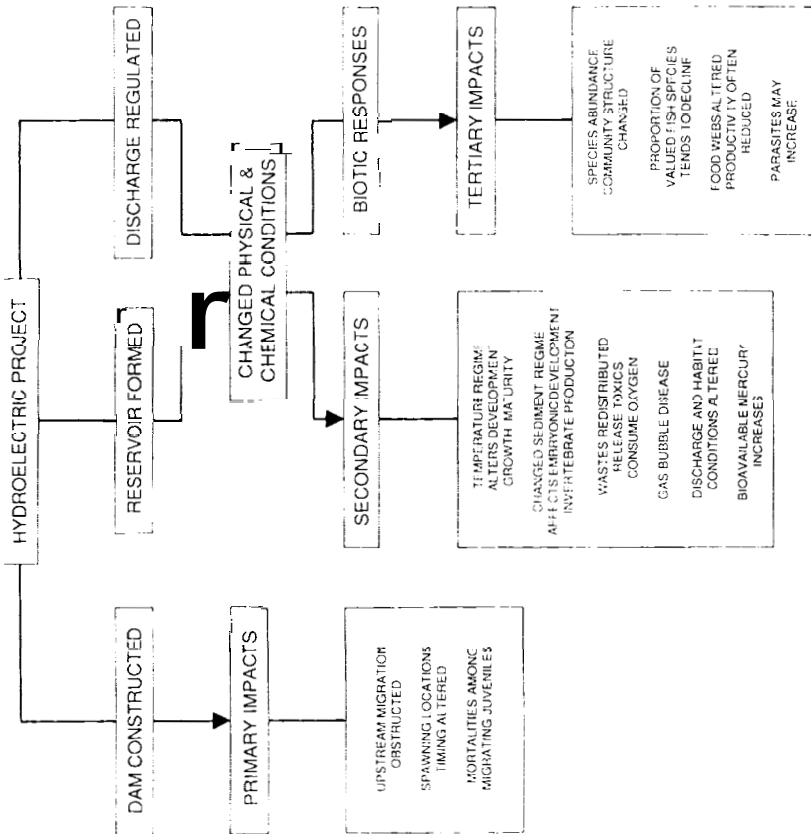 HYDROELECTRIC PROJECT
DAM CONSTRUCTED
RESERVOIR FORMED
DISCHARGE REGULATED
CHANGED PHYSICAL &
CHEMICAL CONDITIONS
PRIMARY IMPACTS
SECONDARY IMPACTS
BIOTIC RESPONSES
TERTIARY IMPACTS
UPSTREAM MIGRATION
OBSTRUCTED
SPAWNING LOCATIONS
TIMING ALTERED
MORTALITIES AMONG
MIGRATING JUVENILES
TEMPERATURE REGIME
ALTERS DEVELOPMENT
GROWTH MATURITY
CHANGED SEDIMENT REGIME
AFFECTS EMBRYONIC DEVELOPMENT
INVERTEBRATE PRODUCTION
WASTES REDISTRIBUTED
RELEASE TOXICS
CONSUME OXYGEN
GAS BUBBLE DISEASE
DISCHARGE AND HABITAT
CONDITIONS ALTERED
BIOAVAILABLE MERCURY
INCREASES
SPECIES ABUNDANCE
COMMUNITY STRUCTURE
CHANGED
PROPORTION OF
VALUED FISH SPECIES
TENDS TO DECLINE
FOOD WEBS ALTERED
PRODUCTIVITY OFTEN
REDUCED
PARASITES MAY
INCREASE